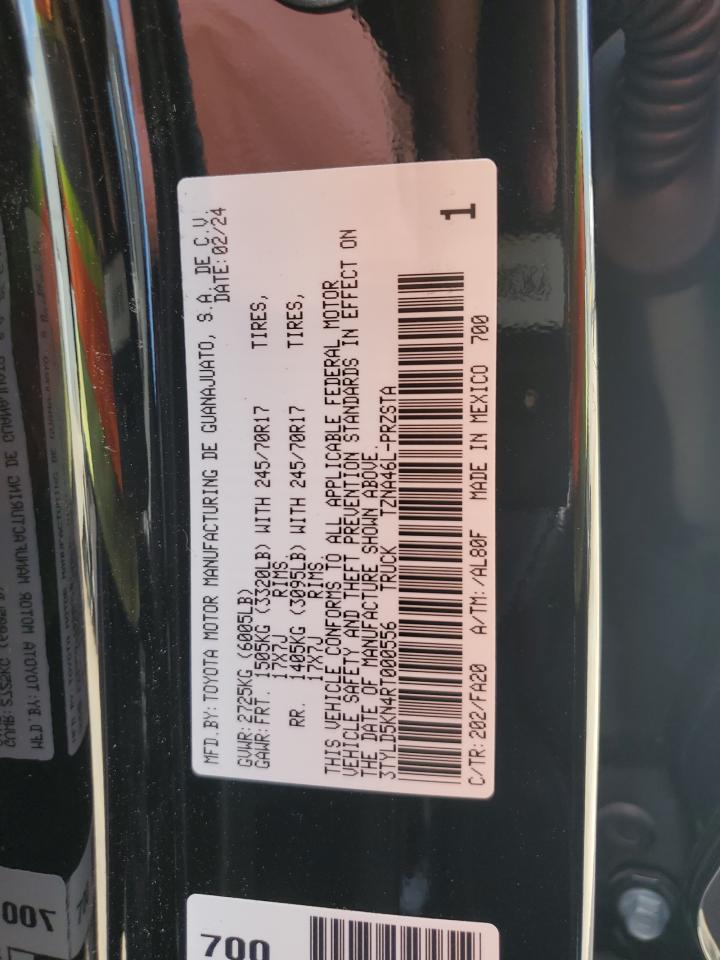 MFD.BY: TOYOTA MOTOR MANUFACTURING DE GUANAJUATO, S.A. DE C.V.
DATE: 02/24
GVWR: 2725KG (6005LB)
GAWR: FRT. 1505KG (3320LB) WITH 245/70R17 TIRES,
17X7J RIMS
RR. 1405KG (3095LB) WITH 245/70R17 TIRES,
17X7J RIMS
THIS VEHICLE CONFORMS TO ALL APPLICABLE FEDERAL MOTOR
VEHICLE SAFETY AND THEFT PREVENTION STANDARDS IN EFFECT ON
THE DATE OF MANUFACTURE SHOWN ABOVE.
3TYLD5KN4RT000556 TRUCK TZNA46L-PRZSTA
C/TR: 202/FA20 A/TM: /AL80F MADE IN MEXICO 700
1
700